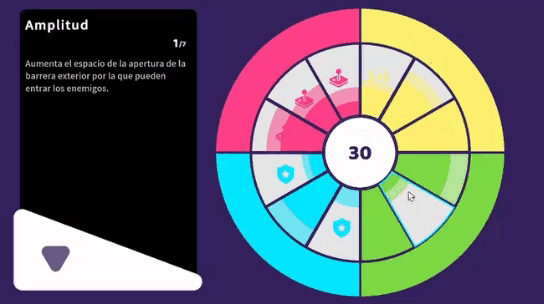 Amplitud
1/7
Aumenta el espacio de la apertura de la
barrera exterior por la que pueden
entrar los enemigos.
30